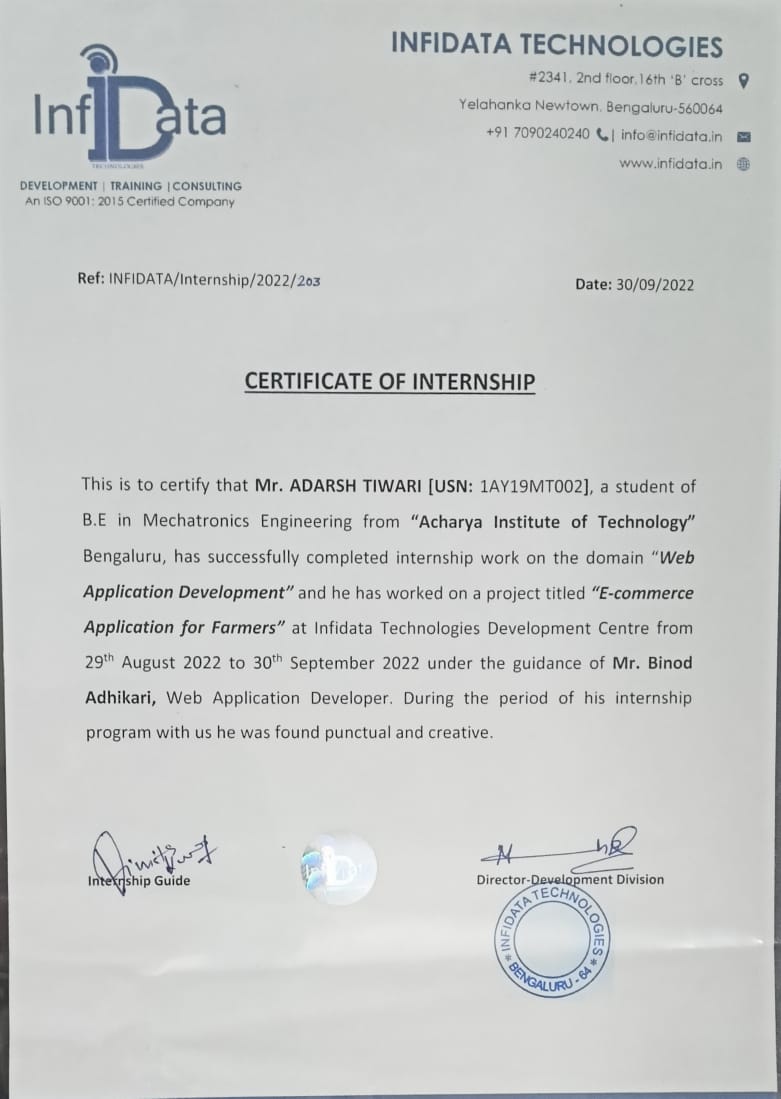 InfiData
TECHNOLOGIES
DEVELOPMENT | TRAINING | CONSULTING
An ISO 9001: 2015 Certified Company
INFIDATA TECHNOLOGIES
#2341, 2nd floor,16th ‘B’ cross
Yelahanka Newtown, Bengaluru-560064
+91 7090240240 | info@infidata.in
www.infidata.in
Ref: INFIDATA/Internship/2022/203
Date: 30/09/2022
CERTIFICATE OF INTERNSHIP
This is to certify that Mr. ADARSH TIWARI [USN: 1AY19MT002], a student of
B.E in Mechatronics Engineering from “Acharya Institute of Technology”
Bengaluru, has successfully completed internship work on the domain “Web
Application Development” and he has worked on a project titled “E-commerce
Application for Farmers” at Infidata Technologies Development Centre from
29th August 2022 to 30th September 2022 under the guidance of Mr. Binod
Adhikari, Web Application Developer. During the period of his internship
program with us he was found punctual and creative.
Internship Guide
Director-Development Division
INFIDATA TECHNOLOGIES
* BENGALURU - 64 *